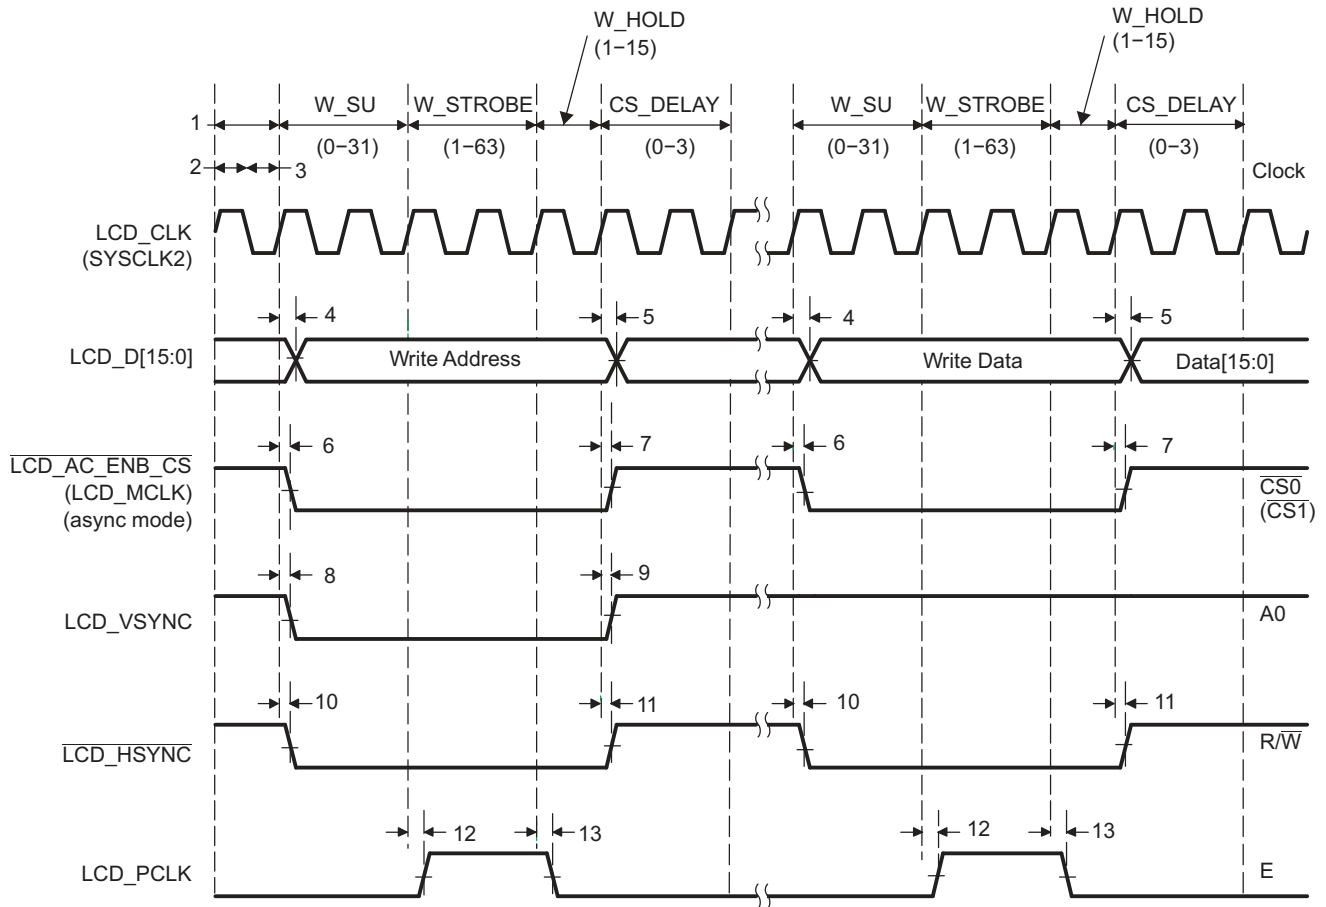 W_HOLD
(1−15)
W_HOLD
(1−15)
1
W_SU
W_STROBE
CS_DELAY
W_SU
W_STROBE
CS_DELAY
(0−31)
(1−63)
(0−3)
(0−31)
(1−63)
(0−3)
2
3
Clock
LCD_CLK
(SYSCLK2)
4
5
4
5
LCD_D[15:0]
Write Address
Write Data
Data[15:0]
6
7
6
7
LCD_AC_ENB_CS
(LCD_MCLK)
(async mode)
CS0
(CS1)
8
9
LCD_VSYNC
A0
10
11
10
11
LCD_HSYNC
R/W
12
13
12
13
LCD_PCLK
E